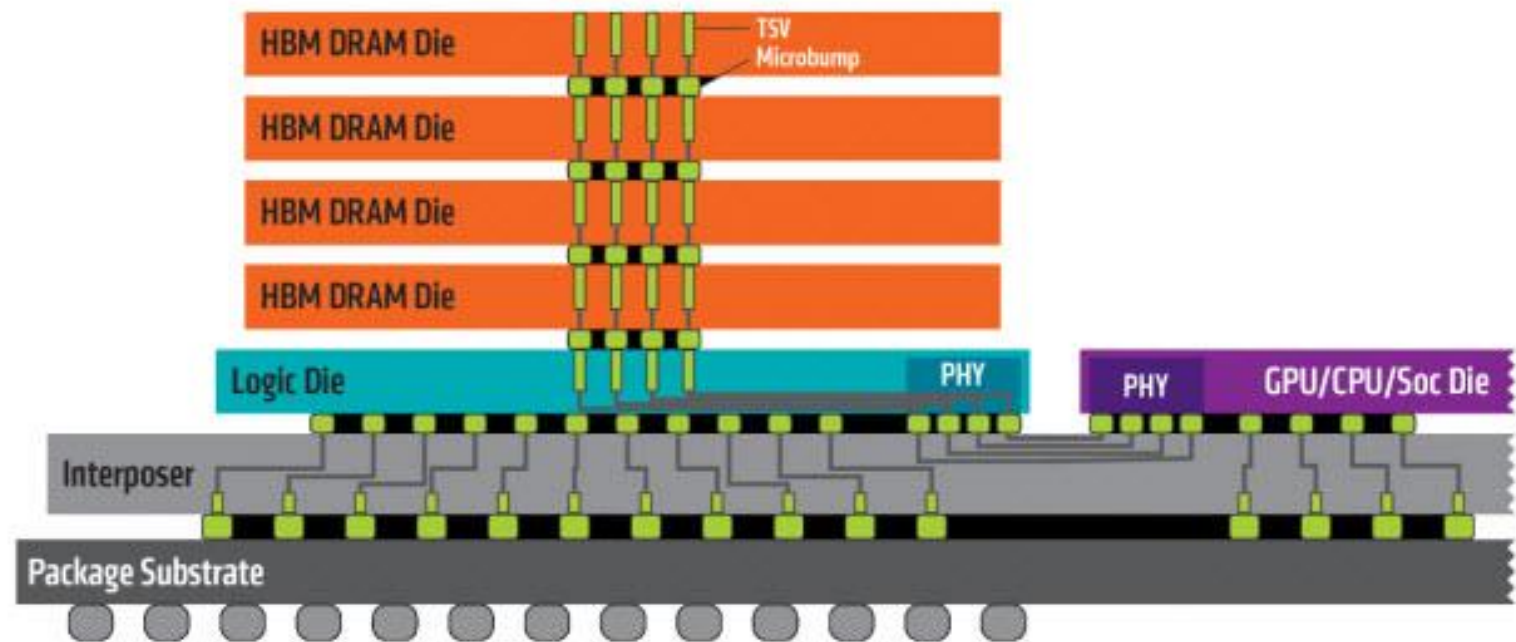 HBM DRAM Die
TSV
Microbump
HBM DRAM Die
HBM DRAM Die
HBM DRAM Die
Logic Die
PHY
PHY
GPU/CPU/Soc Die
Interposer
Package Substrate